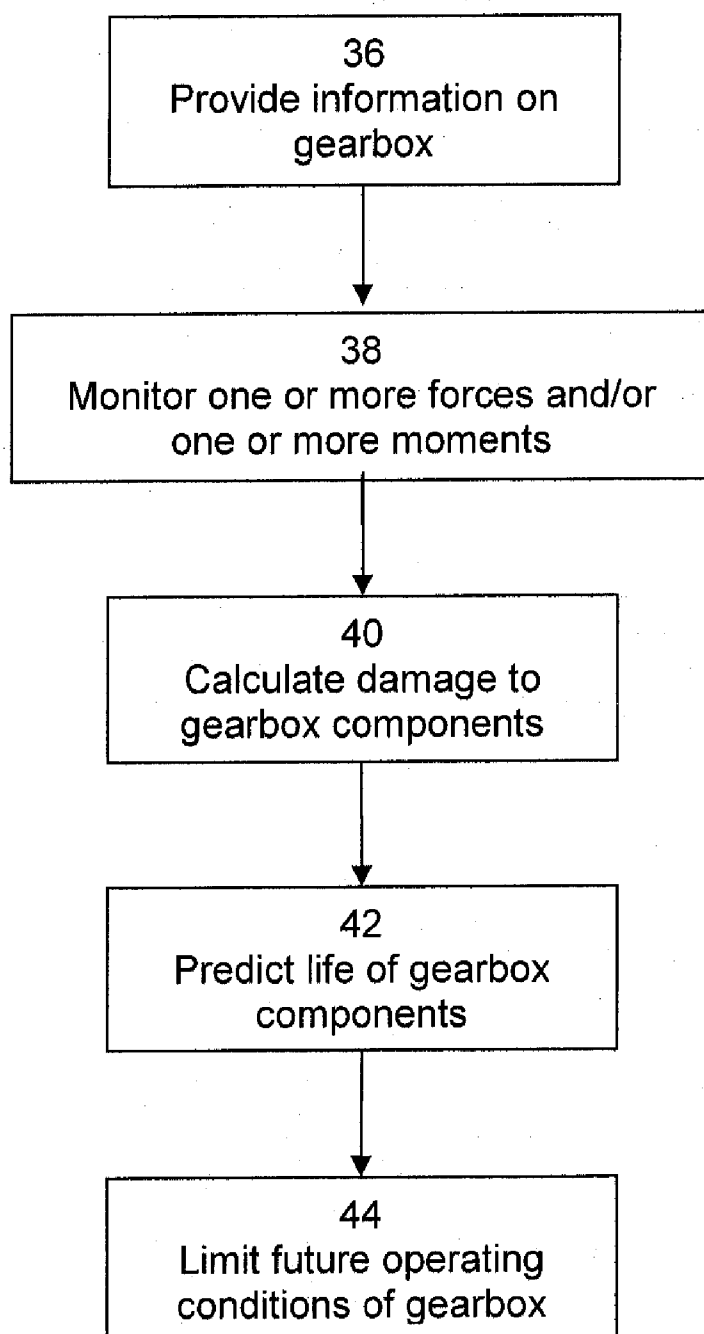 36
Provide information on
gearbox
38
Monitor one or more forces and/or
one or more moments
40
Calculate damage to
gearbox components
42
Predict life of gearbox
components
44
Limit future operating
conditions of gearbox